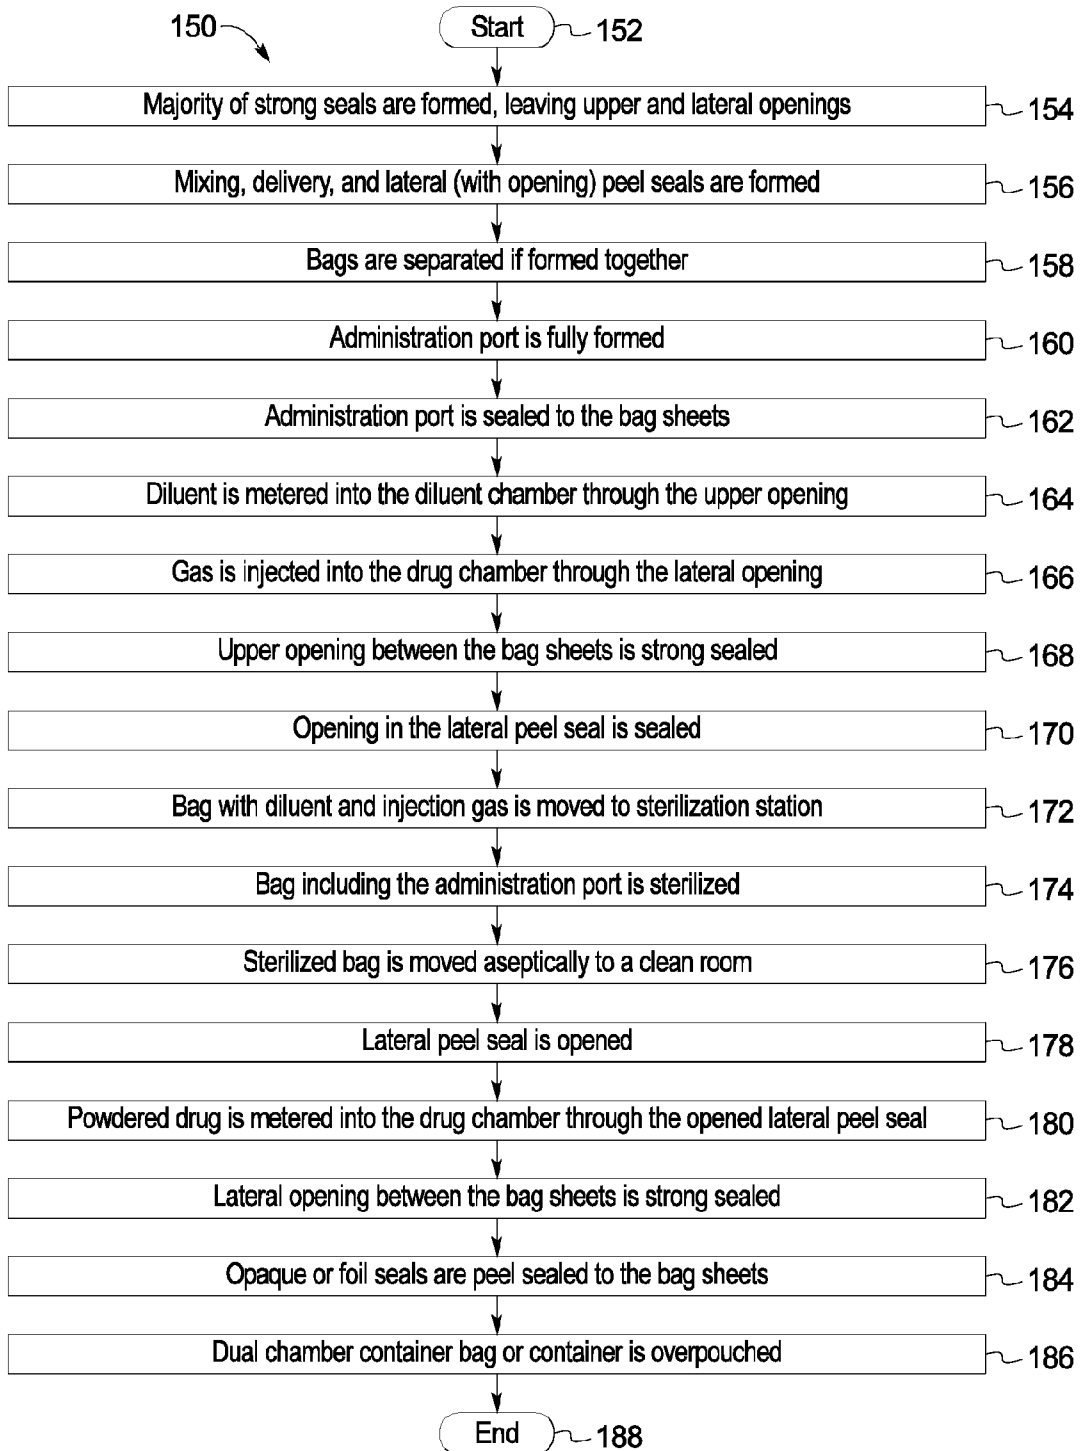 150
Start 152
Majority of strong seals are formed, leaving upper and lateral openings 154
Mixing, delivery, and lateral (with opening) peel seals are formed 156
Bags are separated if formed together 158
Administration port is fully formed 160
Administration port is sealed to the bag sheets 162
Diluent is metered into the diluent chamber through the upper opening 164
Gas is injected into the drug chamber through the lateral opening 166
Upper opening between the bag sheets is strong sealed 168
Opening in the lateral peel seal is sealed 170
Bag with diluent and injection gas is moved to sterilization station 172
Bag including the administration port is sterilized 174
Sterilized bag is moved aseptically to a clean room 176
Lateral peel seal is opened 178
Powdered drug is metered into the drug chamber through the opened lateral peel seal 180
Lateral opening between the bag sheets is strong sealed 182
Opaque or foil seals are peel sealed to the bag sheets 184
Dual chamber container bag or container is overpouched 186
End 188